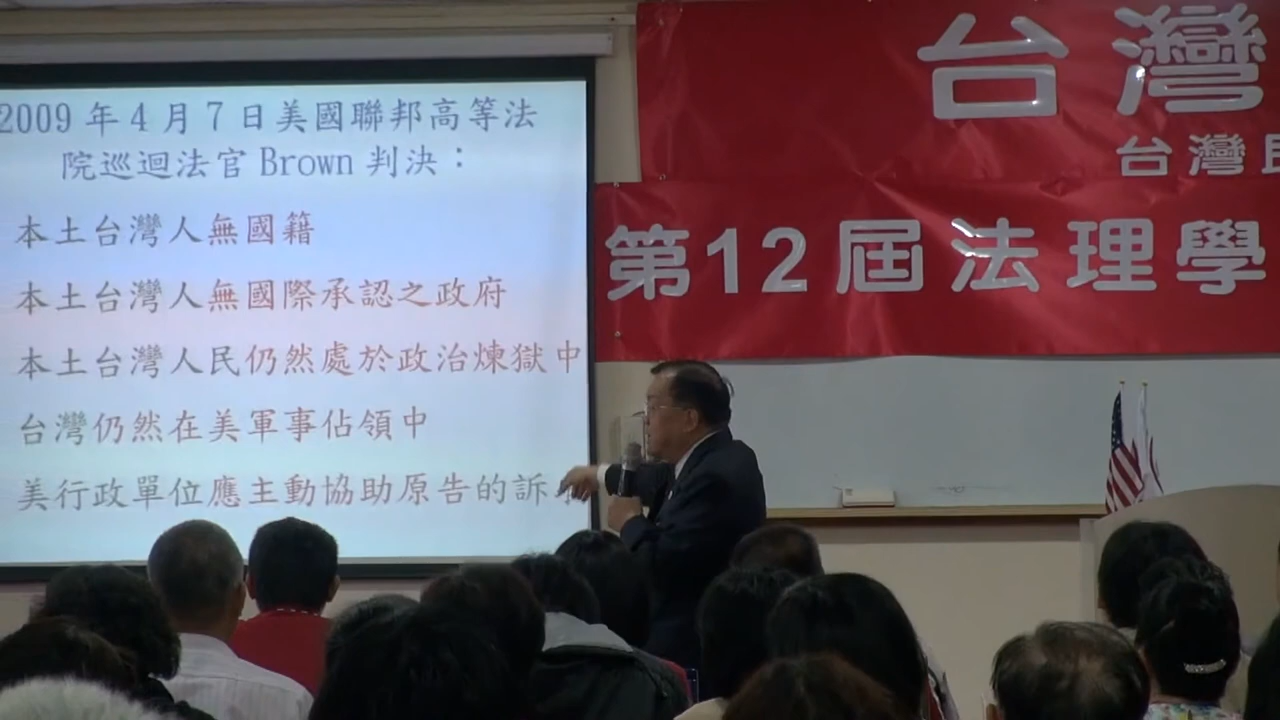 2009 年 4 月 7 日美國聯邦高等法
院巡迴法官 Brown 判決：
本土台灣人無國籍
本土台灣人無國際承認之政府
本土台灣人民仍然處於政治煉獄中
台灣仍然在美軍事佔領中
美行政單位應主動協助原告的訴
台灣
台灣
第12屆法理學